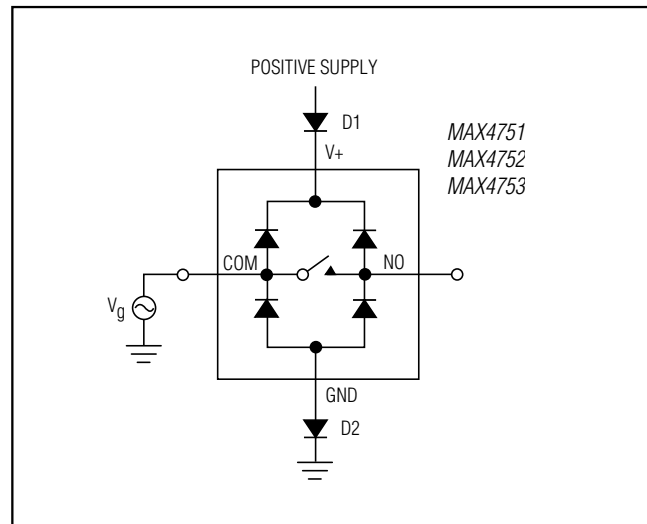 POSITIVE SUPPLY
D1
V+
MAX4751
MAX4752
MAX4753
COM
NO
Vg
GND
D2